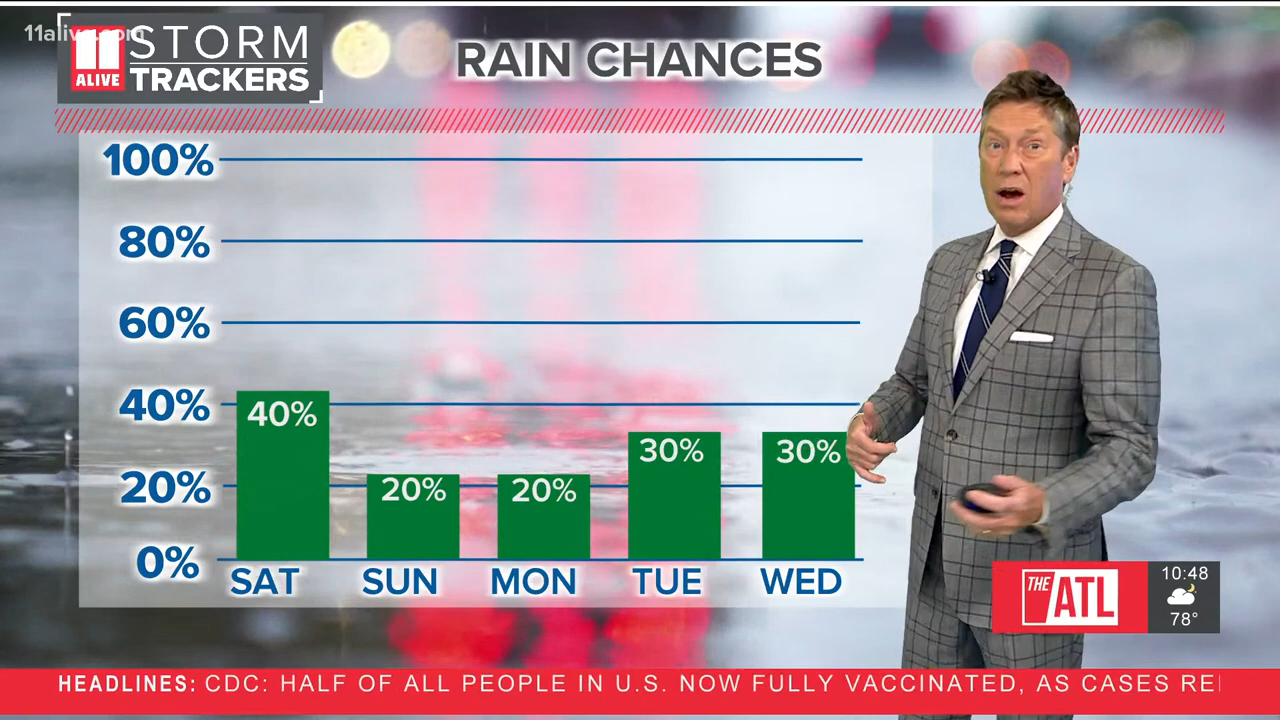 11alive.com
11
ALIVE
STORM
TRACKERS
RAIN CHANCES
100%
80%
60%
40%
20%
0%
40%
20%
20%
30%
30%
SAT SUN MON TUE WED
THE ATL
10:48
78°
HEADLINES: CDC: HALF OF ALL PEOPLE IN U.S. NOW FULLY VACCINATED, AS CASES